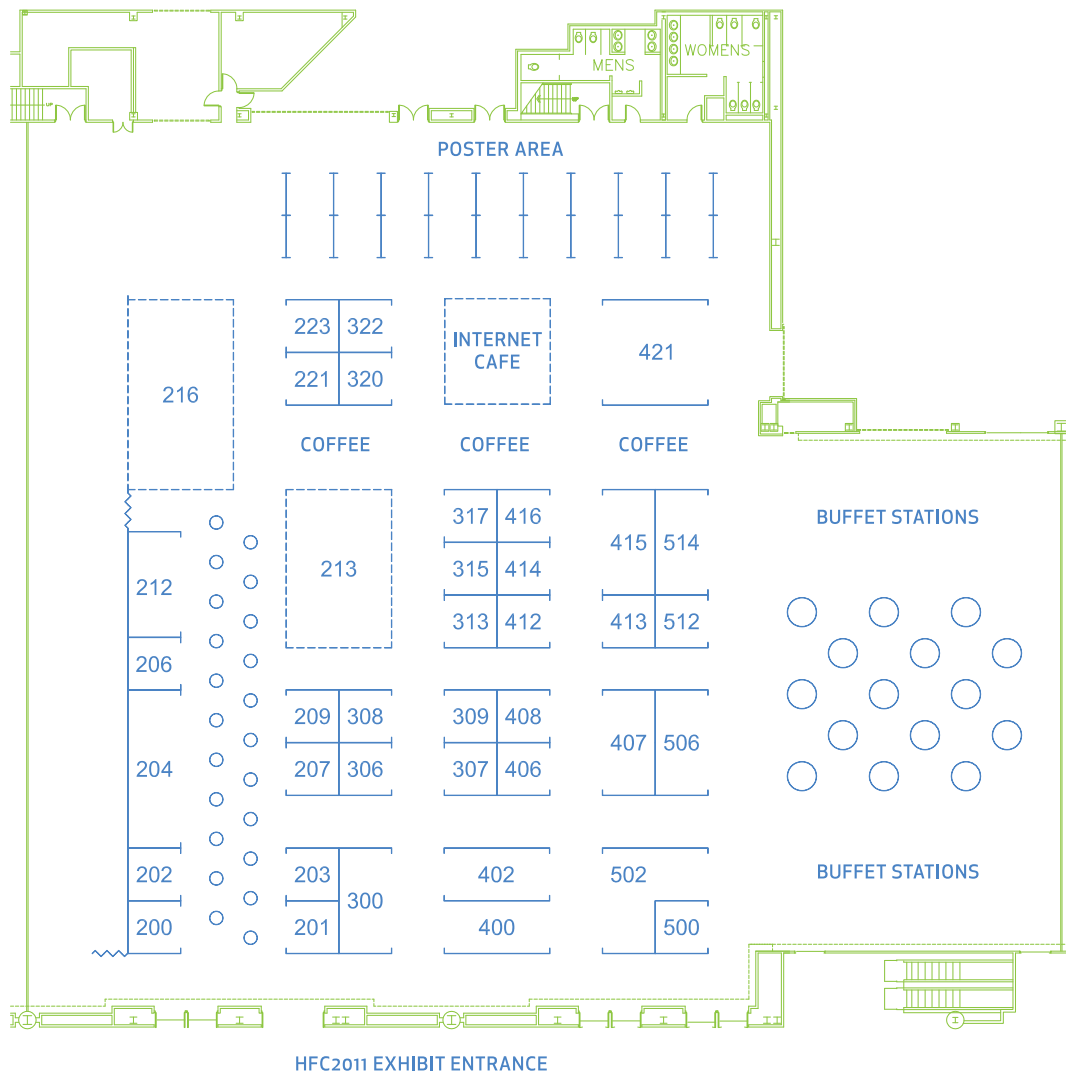 WOMENS
MENS
UP
POSTER AREA
223 322
INTERNET
CAFE
421
221 320
216
COFFEE COFFEE COFFEE
317 416
BUFFET STATIONS
415 514
213
315 414
212
313 412
413 512
206
209 308
309 408
407 506
204
207 306
307 406
202
203
402
502
BUFFET STATIONS
300
200
201
400
500
HFC2011 EXHIBIT ENTRANCE